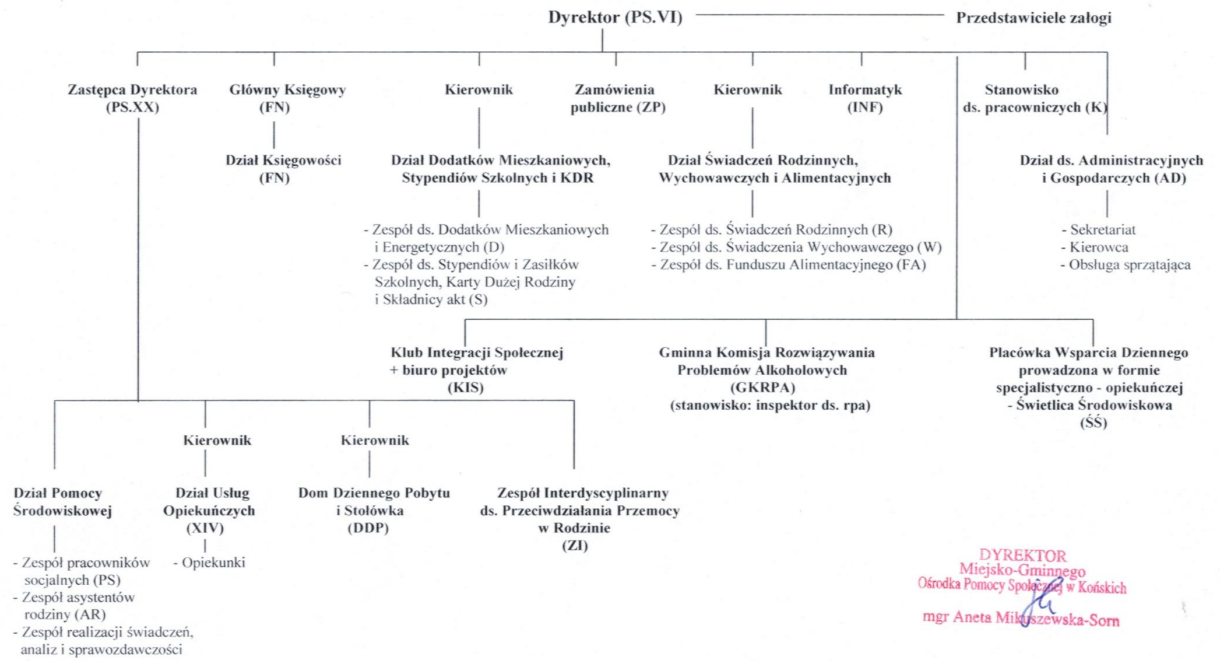 Dyrektor (PS.VI)
Przedstawiciele załogi
Zastępca Dyrektora
(PS.XX)
Główny Księgowy
(FN)
Kierownik
Zamówienia
publiczne (ZP)
Kierownik
Informatyk
(INF)
Stanowisko
ds. pracowniczych (K)
Dział Księgowości
(FN)
Dział Dodatków Mieszkaniowych,
Stypendiów Szkolnych i KDR
Dział Świadczeń Rodzinnych,
Wychowawczych i Alimentacyjnych
Dział ds. Administracyjnych
i Gospodarczych (AD)
- Zespół ds. Dodatków Mieszkaniowych
i Energetycznych (D)
- Zespół ds. Stypendiów i Zasiłków
Szkolnych, Karty Dużej Rodziny
i Składnicy akt (S)
- Zespół ds. Świadczeń Rodzinnych (R)
- Zespół ds. Świadczenia Wychowawczego (W)
- Zespół ds. Funduszu Alimentacyjnego (FA)
- Sekretariat
- Kierowca
- Obsługa sprzątająca
Klub Integracji Społecznej
+ biuro projektów
(KIS)
Gminna Komisja Rozwiązywania
Problemów Alkoholowych
(GKRPA)
(stanowisko: inspektor ds. rpa)
Placówka Wsparcia Dziennego
prowadzona w formie
specjalistyczno - opiekuńczej
- Świetlica Środowiskowa
(ŚŚ)
Kierownik
Kierownik
Dział Pomocy
Środowiskowej
Dział Usług
Opiekuńczych
(XIV)
Dom Dziennego Pobytu
i Stołówka
(DDP)
Zespół Interdyscyplinarny
ds. Przeciwdziałania Przemocy
w Rodzinie
(ZI)
- Zespół pracowników
socjalnych (PS)
- Zespół asystentów
rodziny (AR)
- Zespół realizacji świadczeń,
analiz i sprawozdawczości
- Opiekunki
DYREKTOR
Miejsko-Gminnego
Ośrodka Pomocy Społecznej w Końskich
mgr Aneta Mikuszewska-Sorn